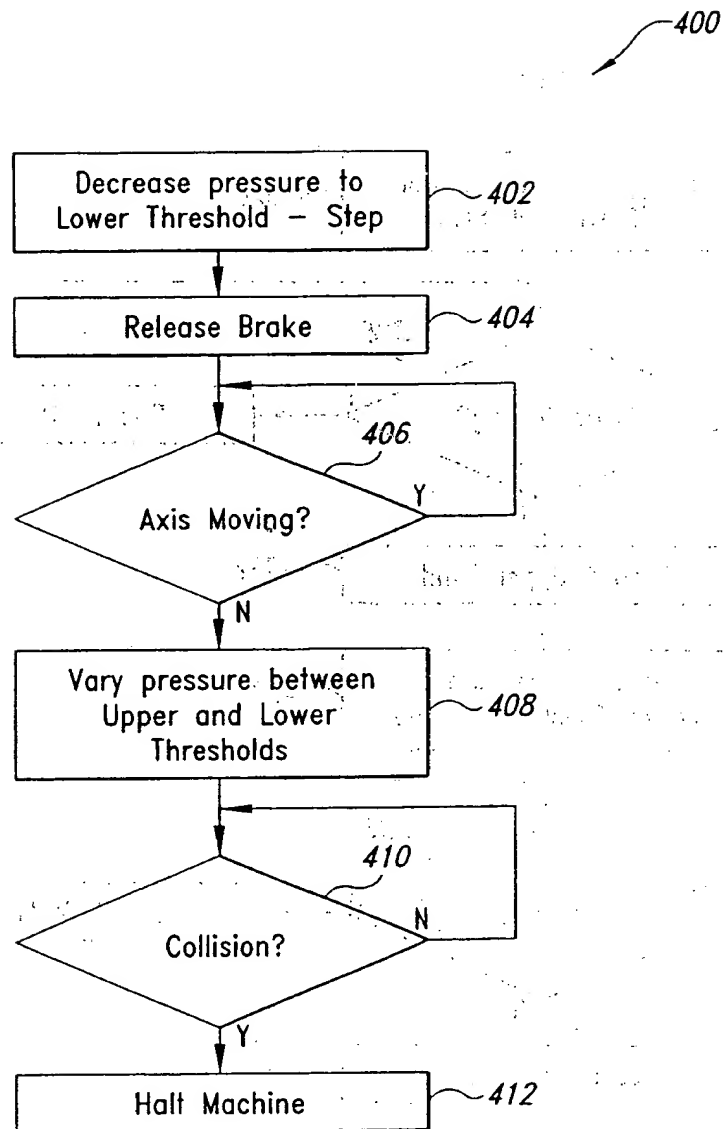 400
Decrease pressure to
Lower Threshold – Step
402
Release Brake
404
406
Axis Moving?
Y
N
Vary pressure between
Upper and Lower
Thresholds
408
410
Collision?
N
Y
Halt Machine
412